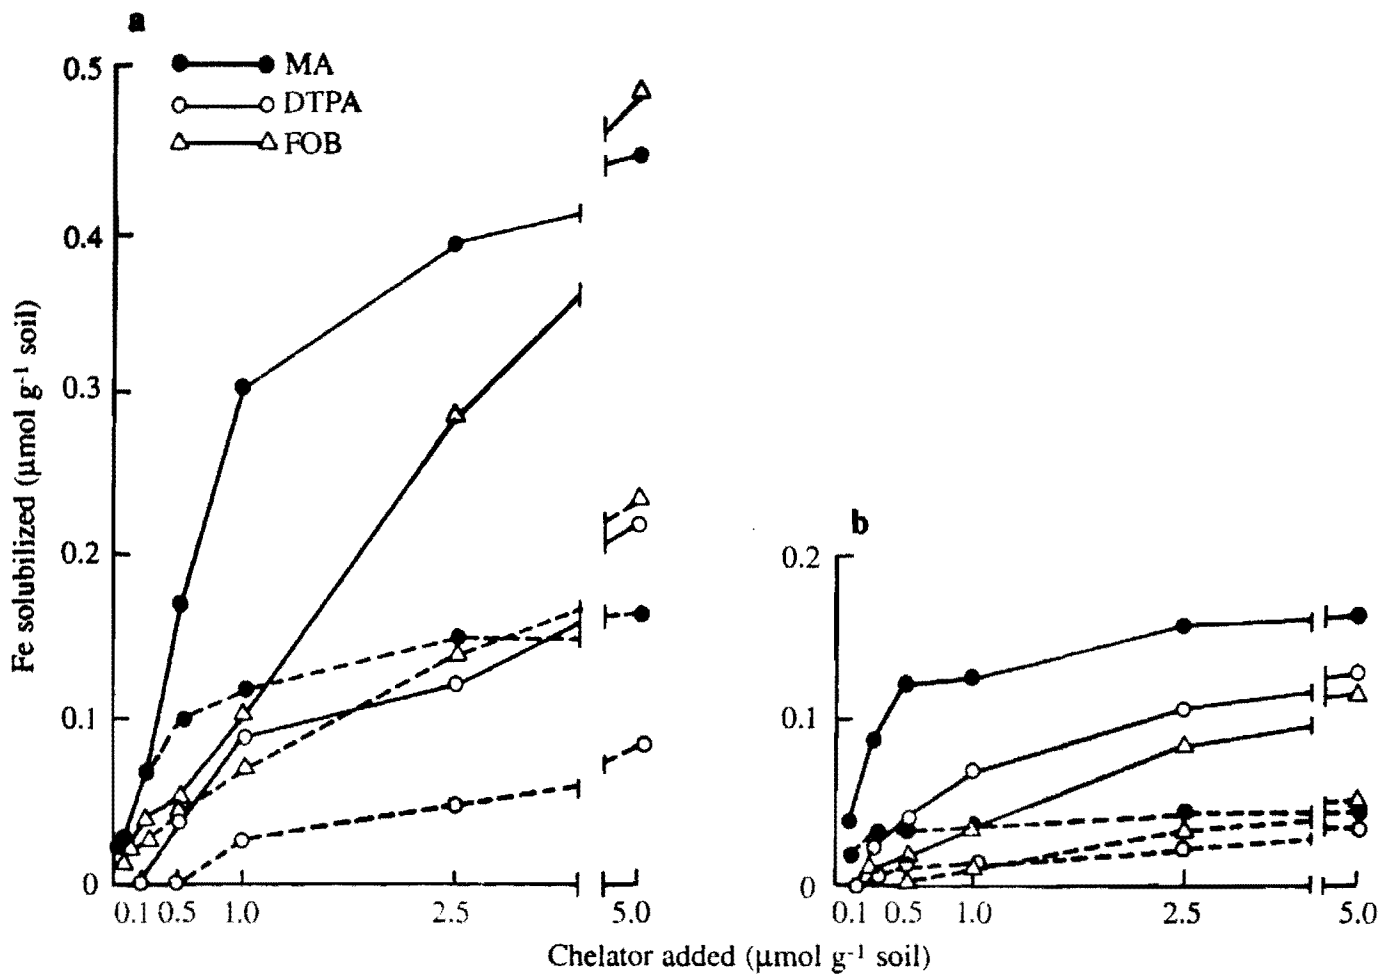 a
0.5
MA
DTPA
FOB
0.4
0.3
0.2
0.1
0
Fe solubilized (μmol g⁻¹ soil)
0.1 0.5 1.0 2.5 5.0
b
0.2
0.1
0
0.1 0.5 1.0 2.5 5.0
Chelator added (μmol g⁻¹ soil)